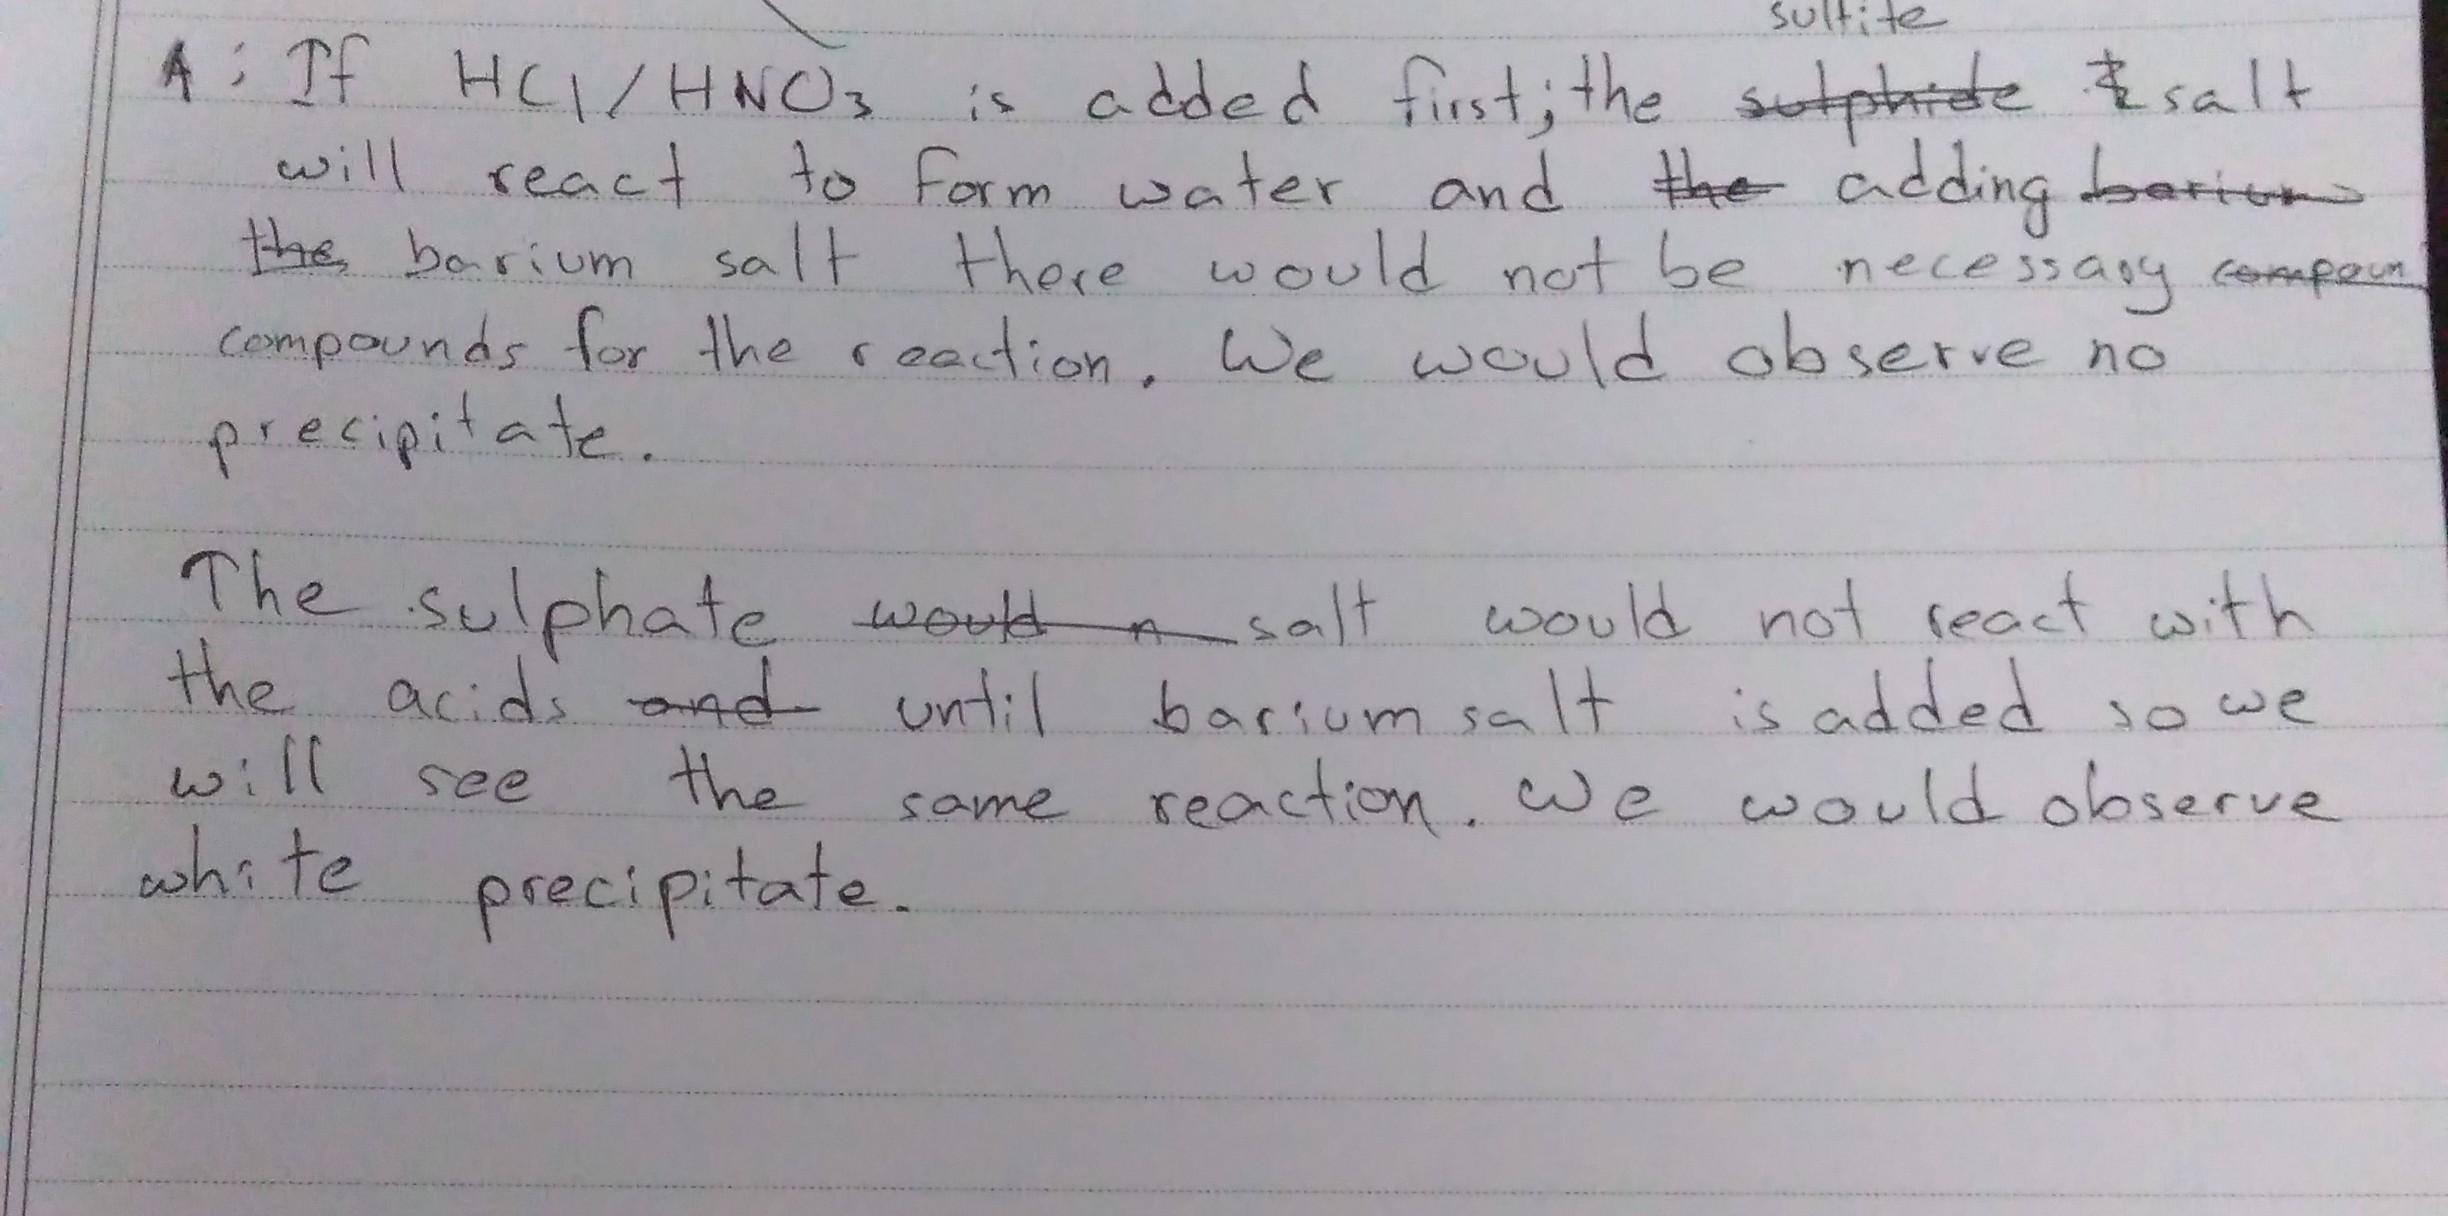 sulfite
A: If HCl/HNO3 is added first; the sulphide salt
will react to form water and the adding barium
the barium salt there would not be necessary compoun
compounds for the reaction. We would observe no
precipitate.
The sulphate would n salt would not react with
the acids and until barium salt is added so we
will see the same reaction. We would observe
white precipitate.